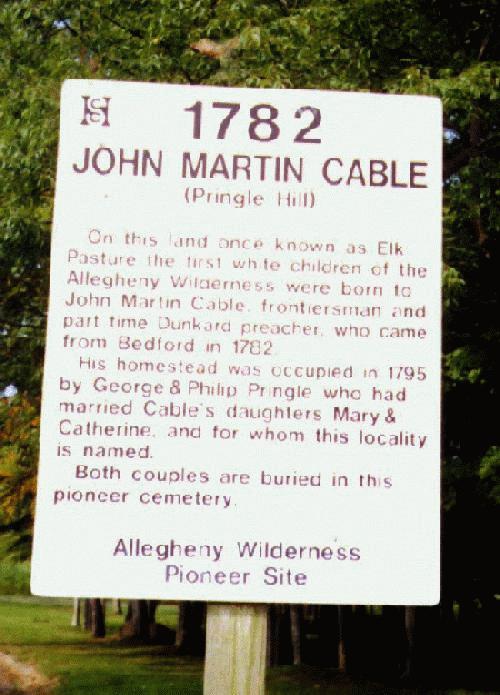 HS
1782
JOHN MARTIN CABLE
(Pringle Hill)
On this land once known as Elk
Pasture the first white children of the
Allegheny Wilderness were born to
John Martin Cable, frontiersman and
part time Dunkard preacher, who came
from Bedford in 1782.
His homestead was occupied in 1795
by George & Philip Pringle who had
married Cable's daughters Mary &
Catherine, and for whom this locality
is named.
Both couples are buried in this
pioneer cemetery.
Allegheny Wilderness
Pioneer Site